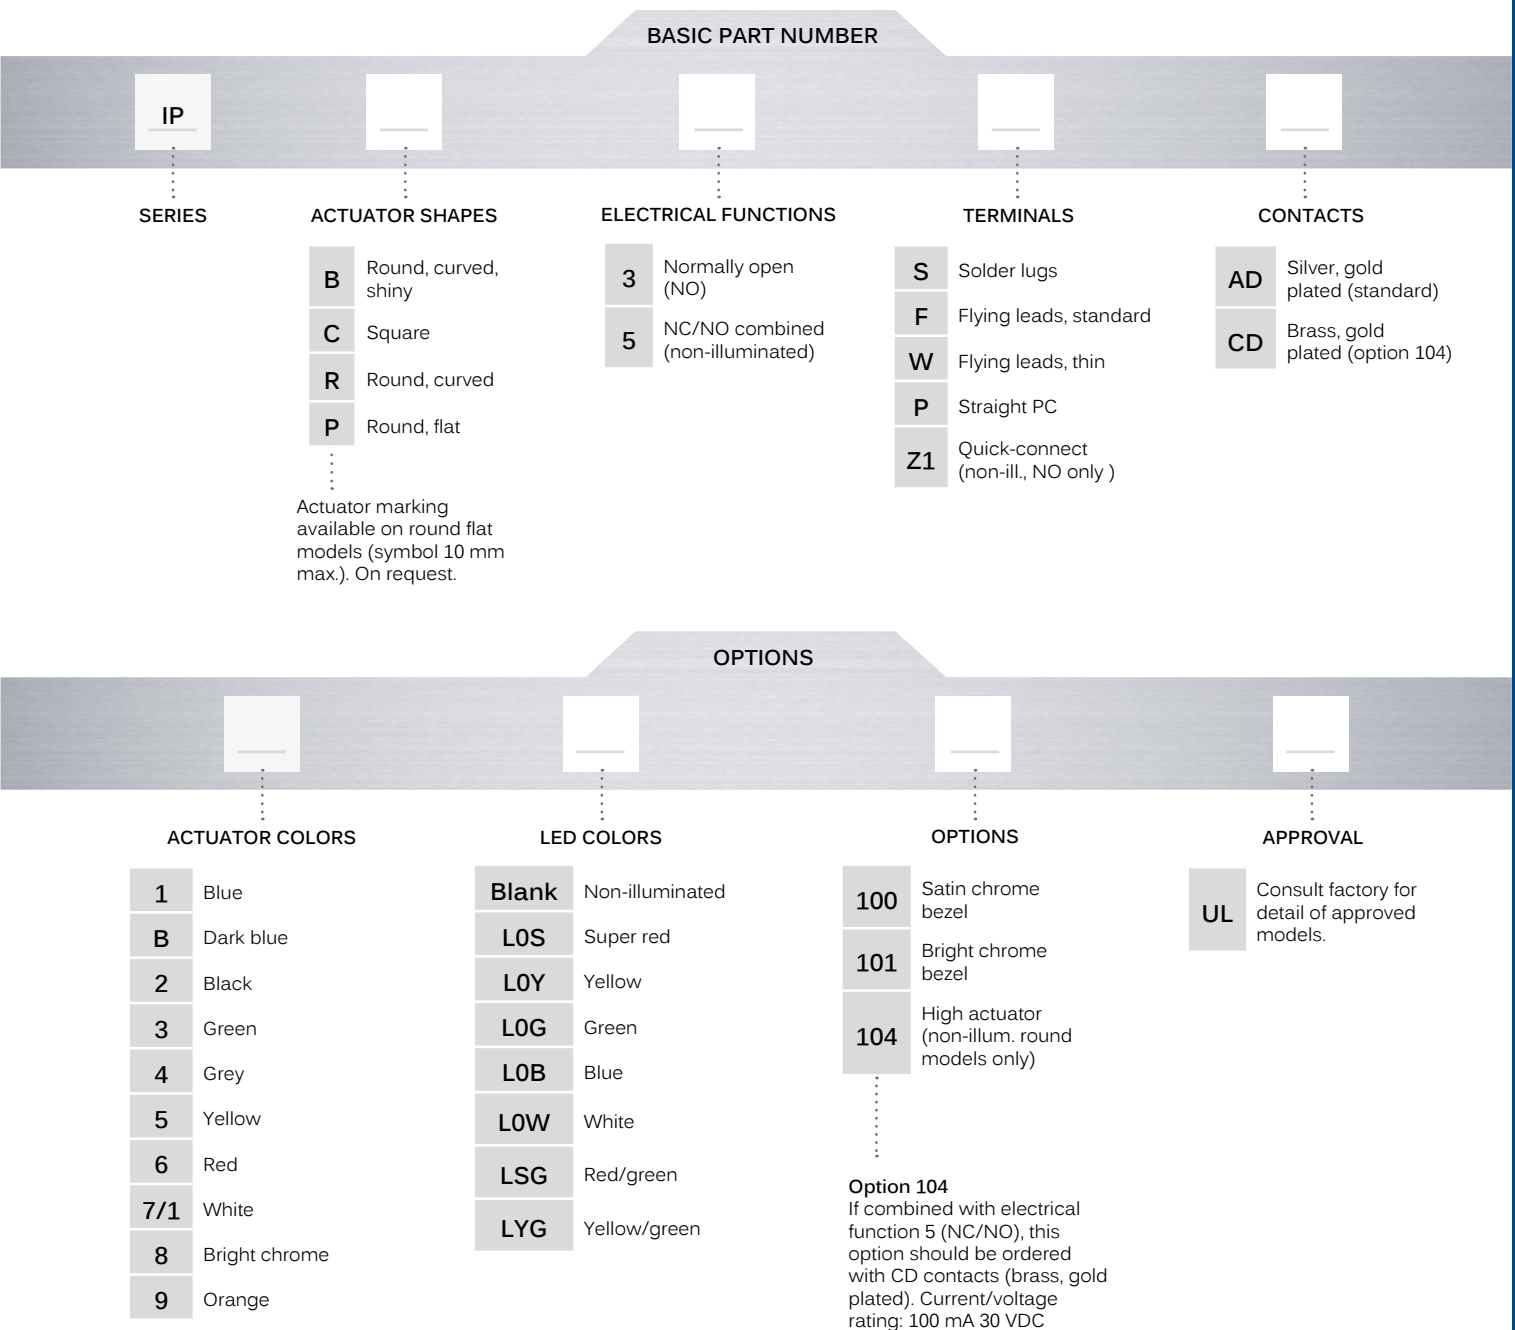 BASIC PART NUMBER
IP
SERIES
ACTUATOR SHAPES
B
Round, curved,
shiny
C
Square
R
Round, curved
P
Round, flat
Actuator marking
available on round flat
models (symbol 10 mm
max.). On request.
ELECTRICAL FUNCTIONS
3
Normally open
(NO)
5
NC/NO combined
(non-illuminated)
TERMINALS
S
Solder lugs
F
Flying leads, standard
W
Flying leads, thin
P
Straight PC
Z1
Quick-connect
(non-ill., NO only )
CONTACTS
AD
Silver, gold
plated (standard)
CD
Brass, gold
plated (option 104)
OPTIONS
ACTUATOR COLORS
1
Blue
B
Dark blue
2
Black
3
Green
4
Grey
5
Yellow
6
Red
7/1
White
8
Bright chrome
9
Orange
LED COLORS
Blank
Non-illuminated
L0S
Super red
L0Y
Yellow
L0G
Green
L0B
Blue
L0W
White
LSG
Red/green
LYG
Yellow/green
OPTIONS
100
Satin chrome
bezel
101
Bright chrome
bezel
104
High actuator
(non-illum. round
models only)
Option 104
If combined with electrical
function 5 (NC/NO), this
option should be ordered
with CD contacts (brass, gold
plated). Current/voltage
rating: 100 mA 30 VDC
APPROVAL
UL
Consult factory for
detail of approved
models.